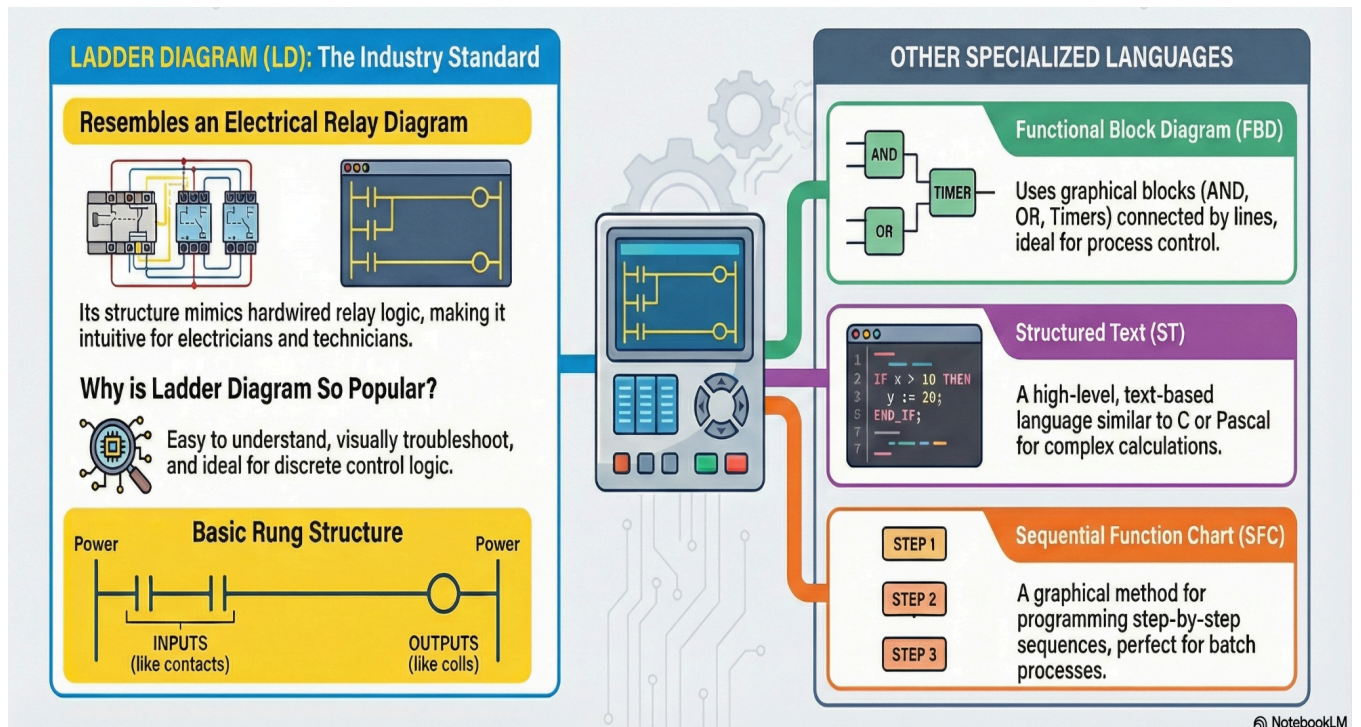 LADDER DIAGRAM (LD): The Industry Standard
Resembles an Electrical Relay Diagram
Its structure mimics hardwired relay logic, making it
intuitive for electricians and technicians.
Why is Ladder Diagram So Popular?
Easy to understand, visually troubleshoot,
and ideal for discrete control logic.
Basic Rung Structure
Power
Power
INPUTS
(like contacts)
OUTPUTS
(like colls)
OTHER SPECIALIZED LANGUAGES
Functional Block Diagram (FBD)
AND
OR
TIMER
Uses graphical blocks (AND,
OR, Timers) connected by lines,
ideal for process control.
Structured Text (ST)
1
2 IF x > 10 THEN
3 y := 20;
5 END_IF;
7
7
A high-level, text-based
language similar to C or Pascal
for complex calculations.
Sequential Function Chart (SFC)
STEP 1
STEP 2
STEP 3
A graphical method for
programming step-by-step
sequences, perfect for batch
processes.
NotebookLM